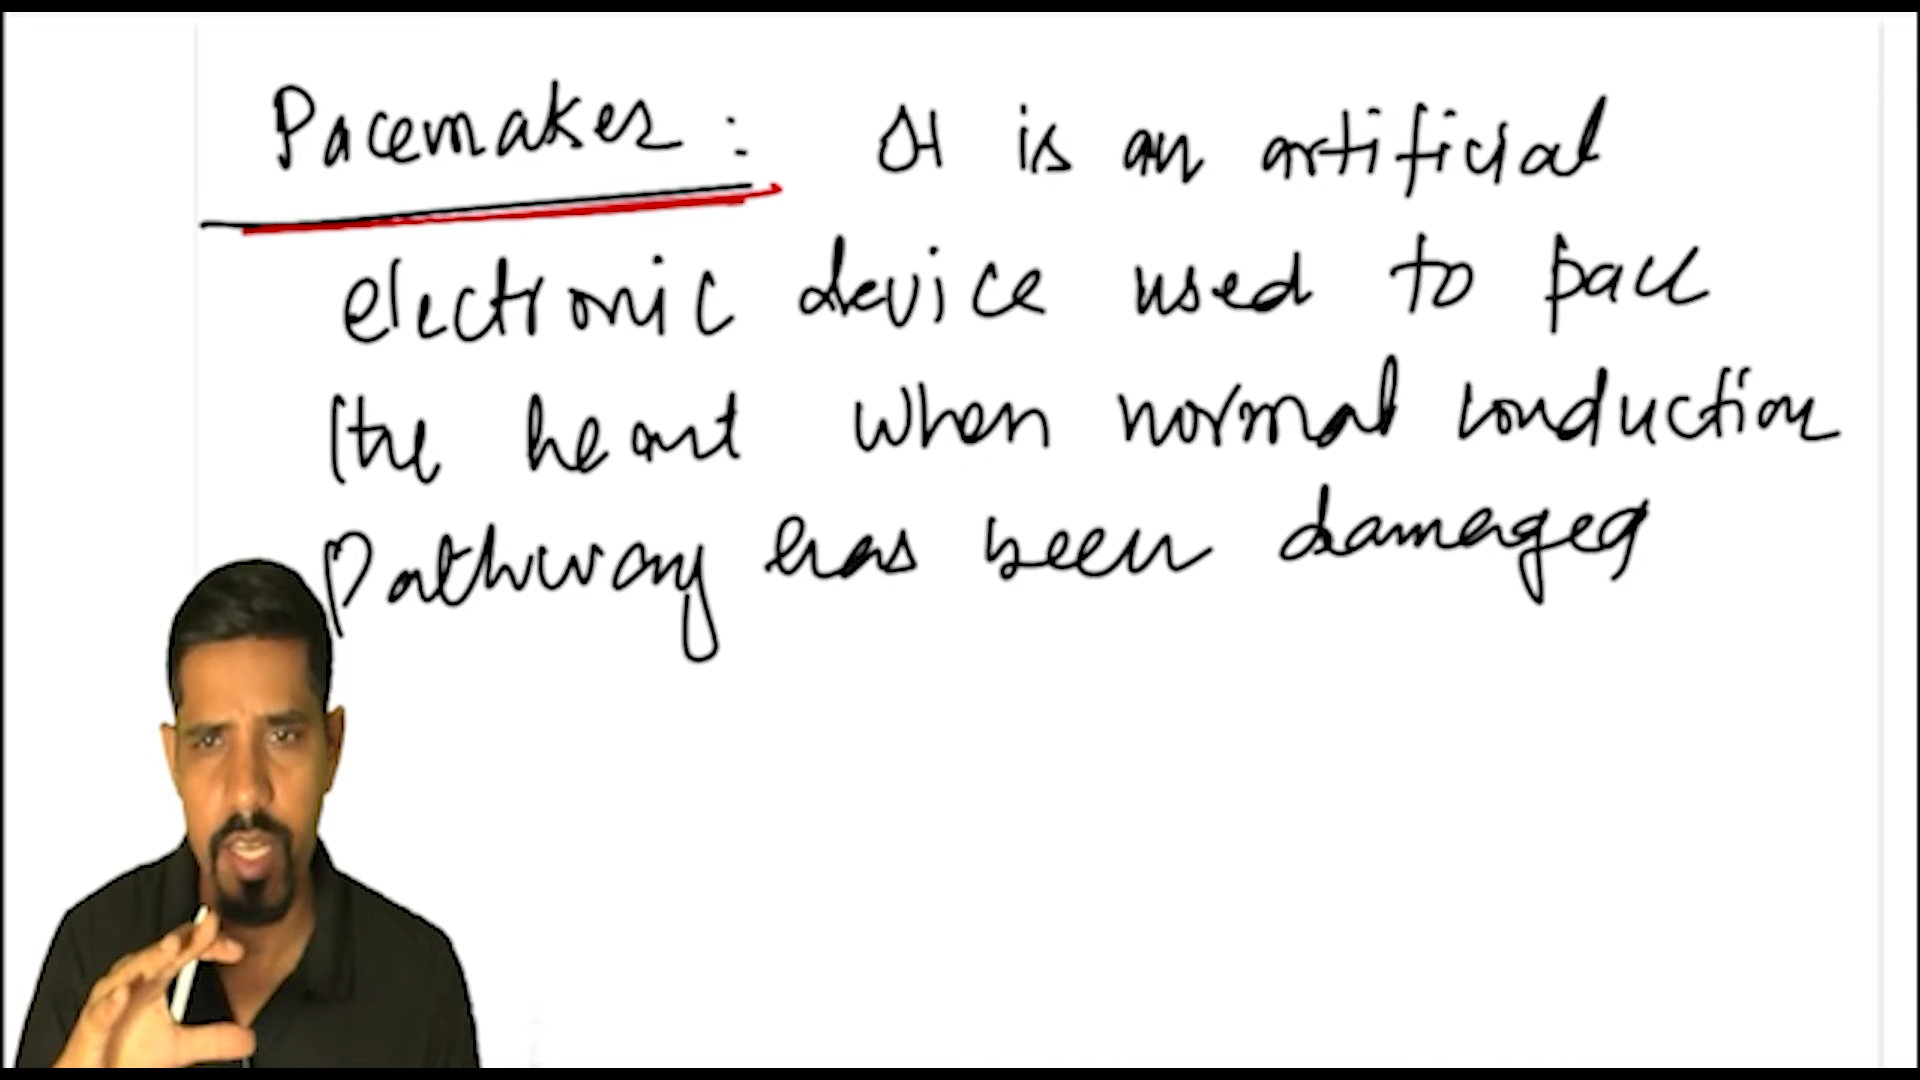 Pacemaker : It is an artificial
electronic device used to pace
the heart when normal conduction
pathway has been damaged